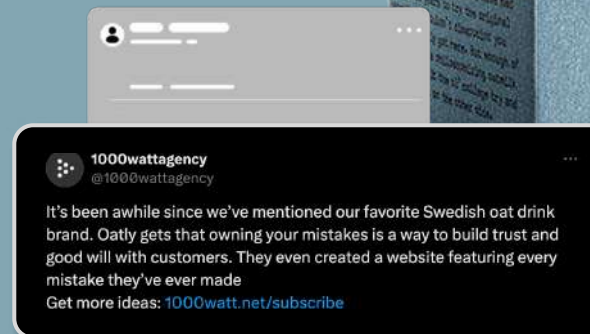 1000wattagency
@1000wattagency
It's been awhile since we've mentioned our favorite Swedish oat drink
brand. Oatly gets that owning your mistakes is a way to build trust and
good will with customers. They even created a website featuring every
mistake they've ever made
Get more ideas: 1000watt.net/subscribe